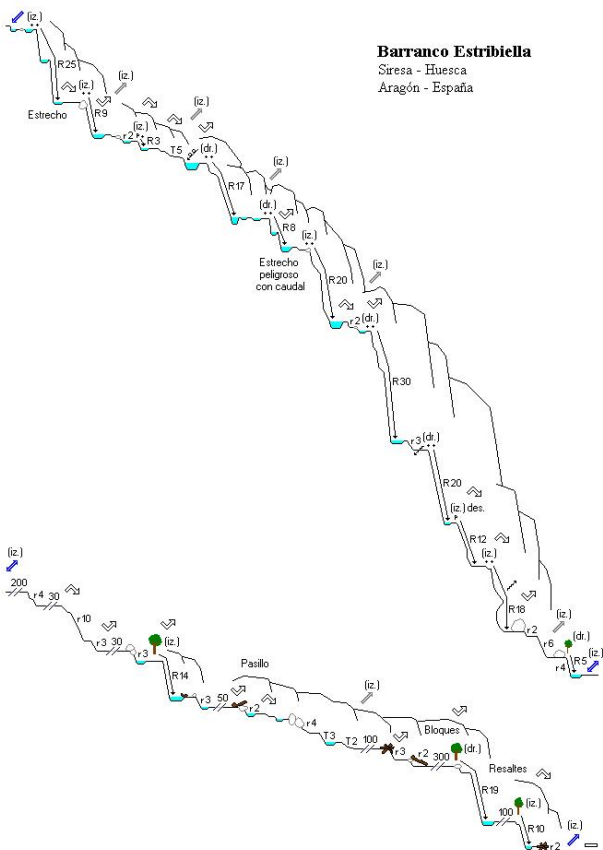 Barranco Estribiella
Siresa - Huesca
Aragón - España
(iz.)
R25
(iz.)
(iz.)
Estrecho
R9
(iz.)
(iz.)
r2
R3
T5
(dr.)
R17
(iz.)
(dr.)
R8
(iz.)
Estrecho
peligroso
con caudal
R20
(iz.)
r2
(dr.)
R30
r3
(dr.)
R20
(iz.) des.
R12
(iz.)
R18
r2
(iz.)
r6
r4
(dr.)
R5
(iz.)
(iz.)
200
r4
30
r10
r3
30
r3
(iz.)
R14
r3
50
Pasillo
r2
r4
(iz.)
T3
T2
100
r3
Bloques
r2
300
(dr.)
R19
Resaltes
100
(iz.)
R10
r2
(iz.)